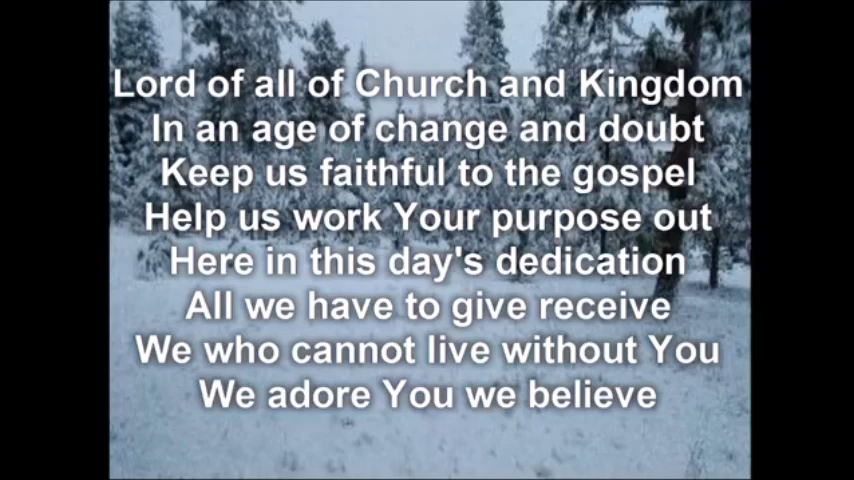 Lord of all of Church and Kingdom
In an age of change and doubt
Keep us faithful to the gospel
Help us work Your purpose out
Here in this day's dedication
All we have to give receive
We who cannot live without You
We adore You we believe